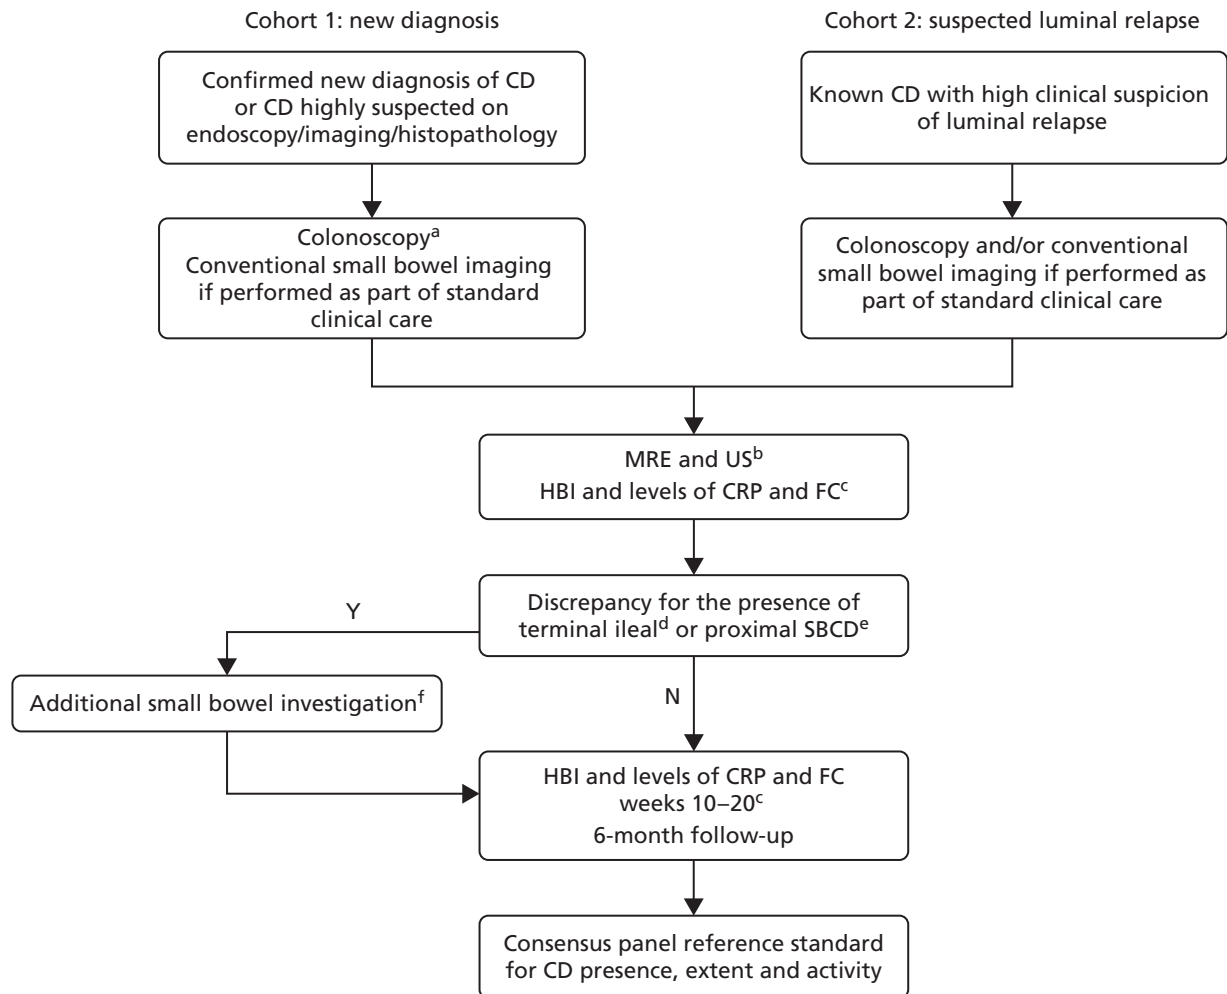 Cohort 1: new diagnosis
Confirmed new diagnosis of CD
or CD highly suspected on
endoscopy/imaging/histopathology
Colonoscopyᵃ
Conventional small bowel imaging
if performed as part of standard
clinical care
Cohort 2: suspected luminal relapse
Known CD with high clinical suspicion
of luminal relapse
Colonoscopy and/or conventional
small bowel imaging if performed as
part of standard clinical care
MRE and USᵇ
HBI and levels of CRP and FCᶜ
Discrepancy for the presence of
terminal ilealᵈ or proximal SBCDᵉ
Y
Additional small bowel investigationᶠ
N
HBI and levels of CRP and FC
weeks 10–20ᶜ
6-month follow-up
Consensus panel reference standard
for CD presence, extent and activity